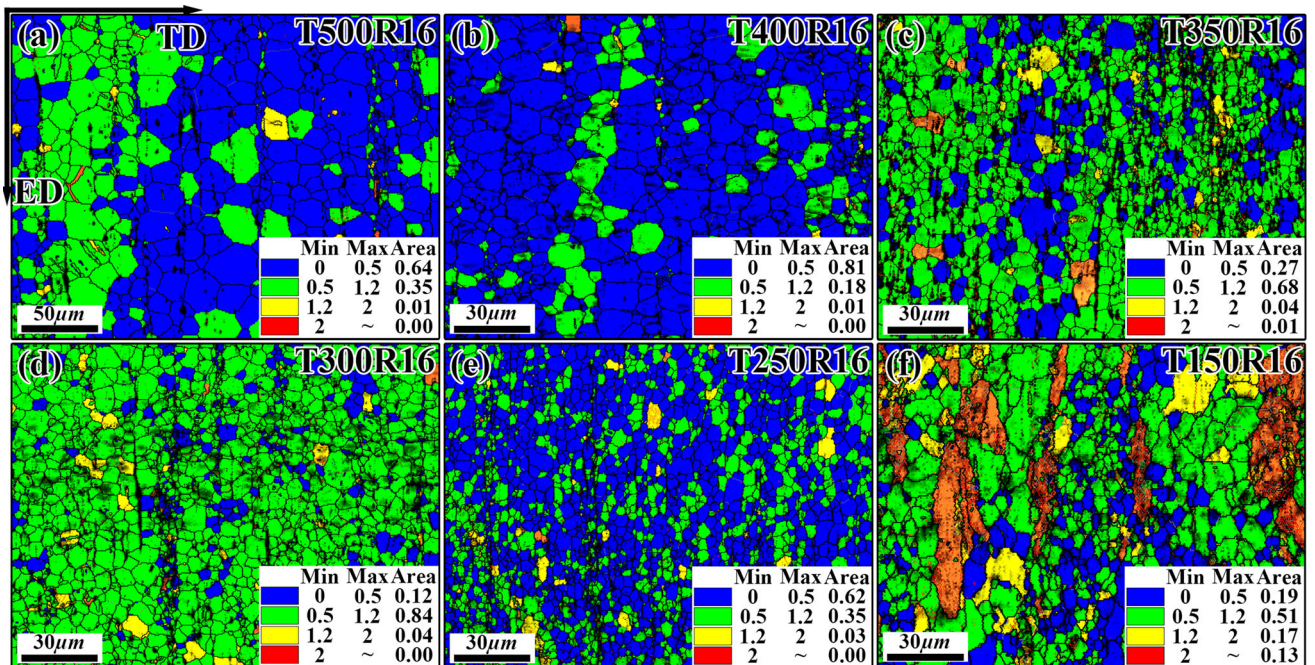 (a) TD T500R16
ED
Min Max Area
0 0.5 0.64
0.5 1.2 0.35
1.2 2 0.01
2 ~ 0.00
50μm
(b) T400R16
Min Max Area
0 0.5 0.81
0.5 1.2 0.18
1.2 2 0.01
2 ~ 0.00
30μm
(c) T350R16
Min Max Area
0 0.5 0.27
0.5 1.2 0.68
1.2 2 0.04
2 ~ 0.01
30μm
(d) T300R16
Min Max Area
0 0.5 0.12
0.5 1.2 0.84
1.2 2 0.04
2 ~ 0.00
30μm
(e) T250R16
Min Max Area
0 0.5 0.62
0.5 1.2 0.35
1.2 2 0.03
2 ~ 0.00
30μm
(f) T150R16
Min Max Area
0 0.5 0.19
0.5 1.2 0.51
1.2 2 0.17
2 ~ 0.13
30μm